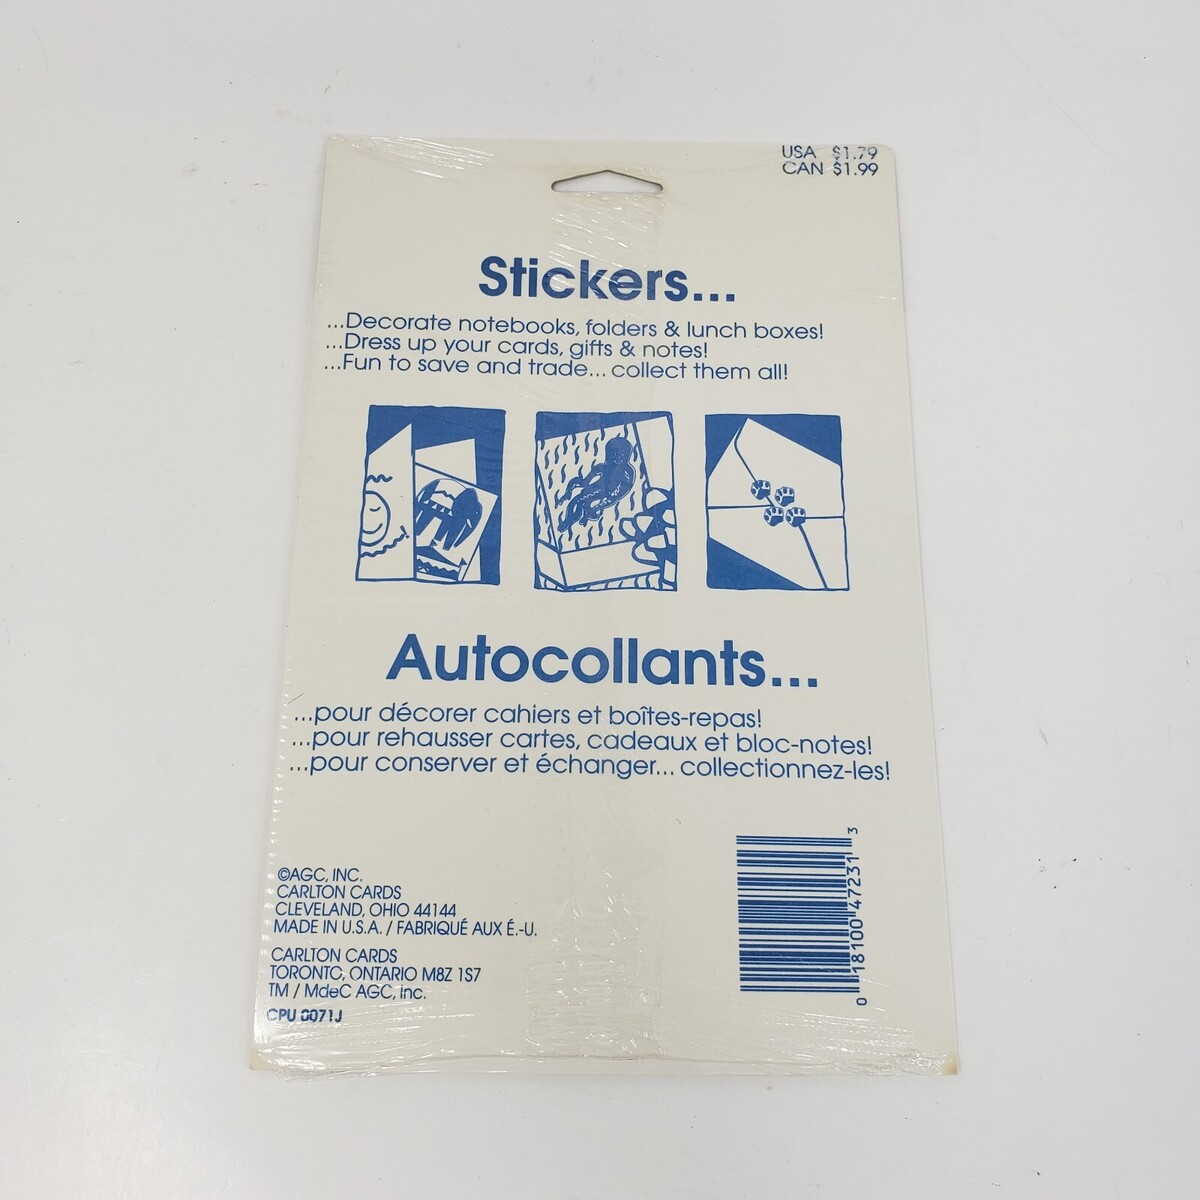 USA $1.79
CAN $1.99
Stickers...
...Decorate notebooks, folders & lunch boxes!
...Dress up your cards, gifts & notes!
...Fun to save and trade... collect them all!
Autocollants...
...pour décorer cahiers et boîtes-repas!
...pour rehausser cartes, cadeaux et bloc-notes!
...pour conserver et échanger... collectionnez-les!
©AGC, INC.
CARLTON CARDS
CLEVELAND, OHIO 44144
MADE IN U.S.A. / FABRIQUÉ AUX É.-U.
CARLTON CARDS
TORONTO, ONTARIO M8Z 1S7
TM / MdeC AGC, Inc.
CPU 0071J
0 18100 47231 3